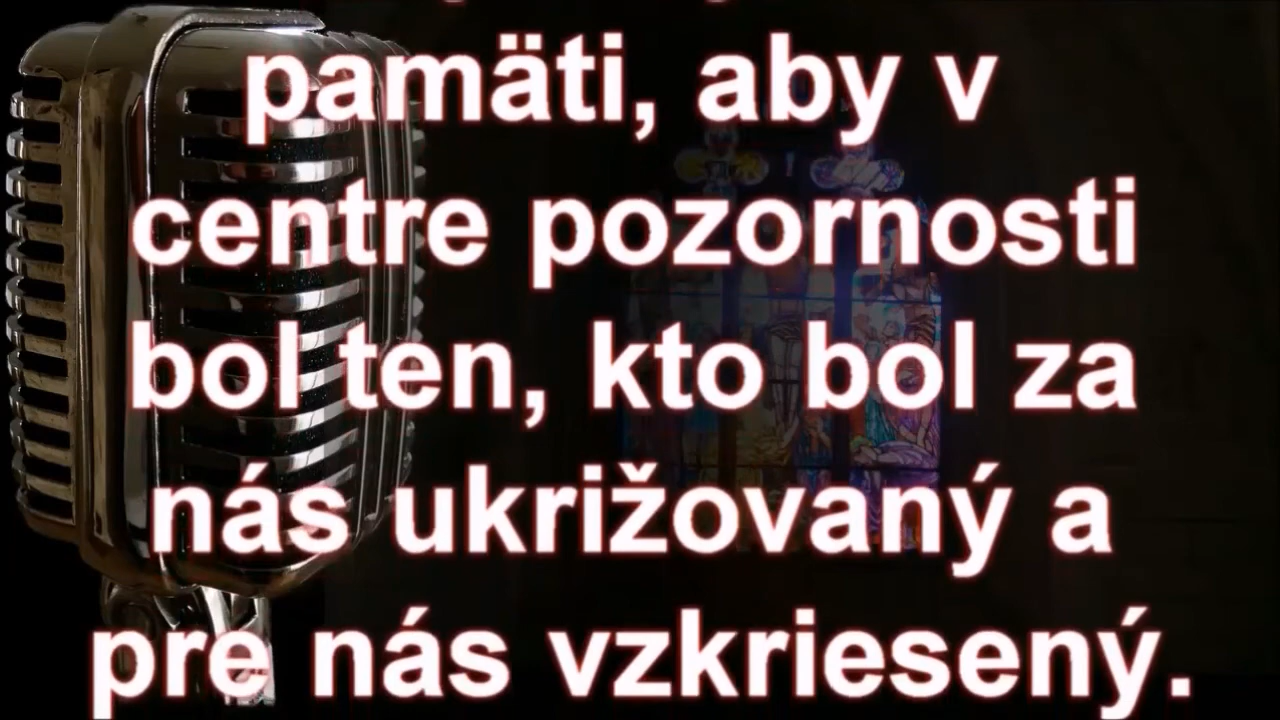 pamäti, aby v
centre pozornosti
bol ten, kto bol za
nás ukrižovaný a
pre nás vzkriesený.